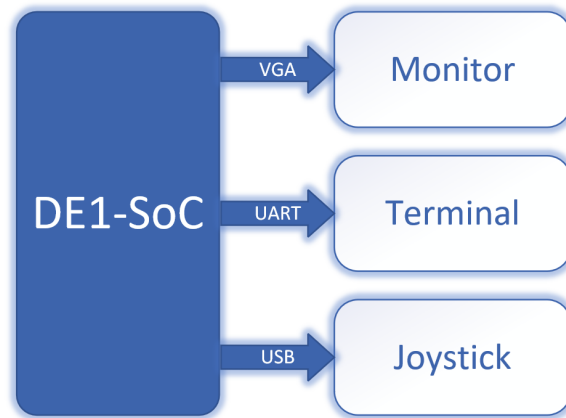 VGA
Monitor
DE1-SoC
UART
Terminal
USB
Joystick